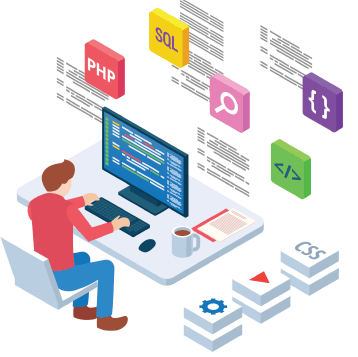 SQL
PHP
{ }
</>
CSS